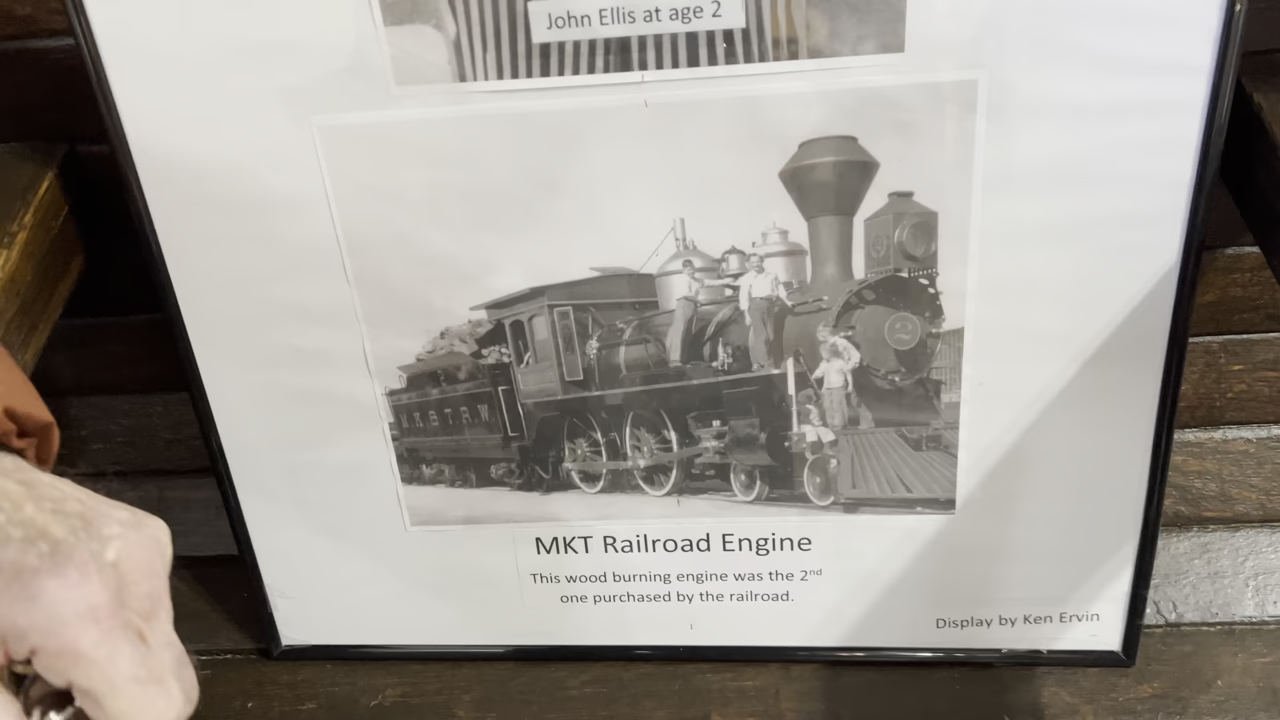 John Ellis at age 2
2
M.K.& T.R.W.
MKT Railroad Engine
This wood burning engine was the 2nd
one purchased by the railroad.
Display by Ken Ervin